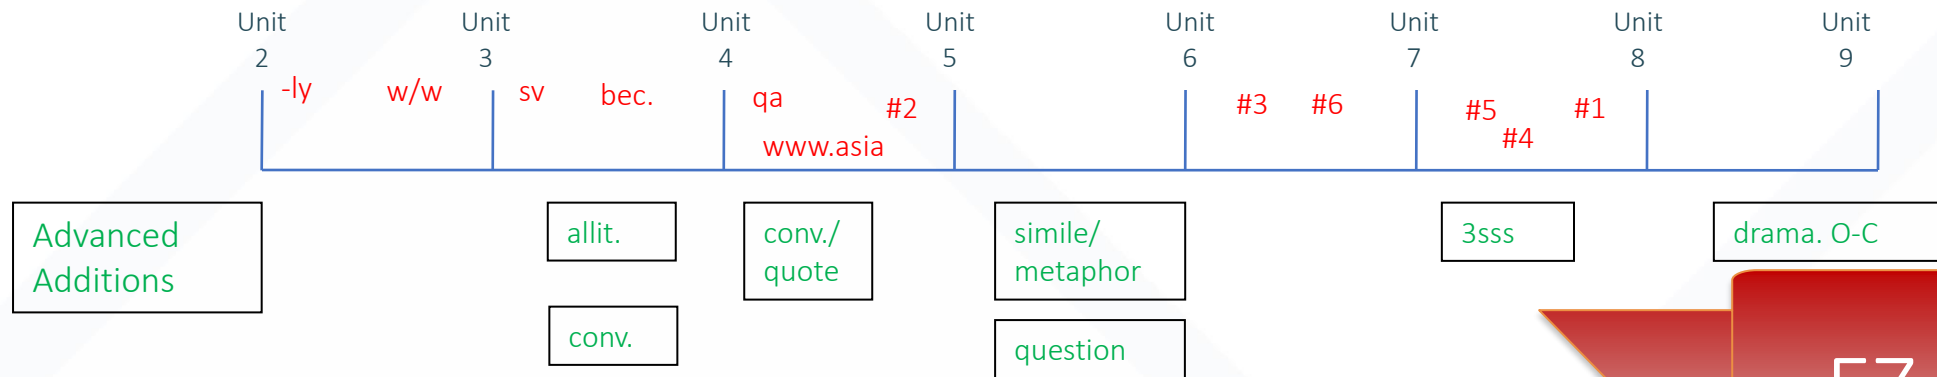 Unit 2
Unit 3
Unit 4
Unit 5
Unit 6
Unit 7
Unit 8
Unit 9
-ly
w/w
sv
bec.
qa
#2
www.asia
#3
#6
#5
#4
#1
Advanced
Additions
allit.
conv.
conv./
quote
simile/
metaphor
question
3sss
drama. O-C